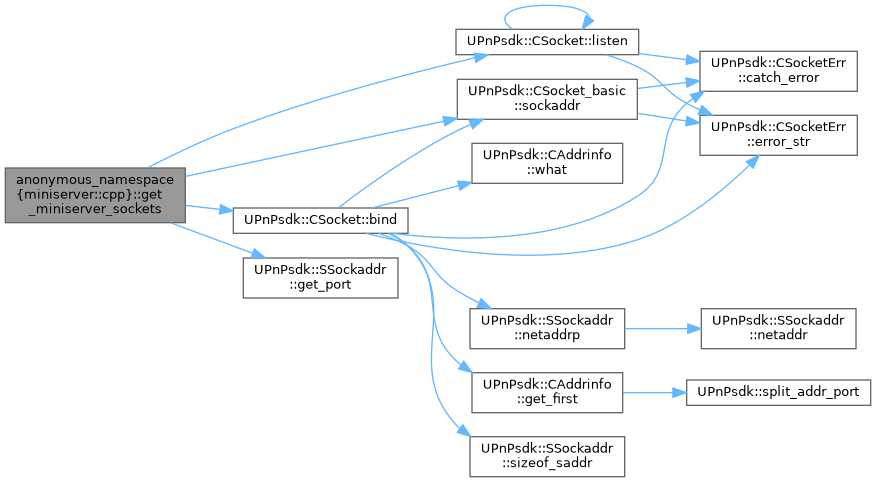 UPnPsdk::CSocket::listen
UPnPsdk::CSocketErr
::catch_error
UPnPsdk::CSocket_basic
::sockaddr
UPnPsdk::CSocketErr
::error_str
UPnPsdk::CAddrinfo
::what
anonymous_namespace
{miniserver::cpp}::get
_miniserver_sockets
UPnPsdk::CSocket::bind
UPnPsdk::SSockaddr
::get_port
UPnPsdk::SSockaddr
::netaddrp
UPnPsdk::SSockaddr
::netaddr
UPnPsdk::CAddrinfo
::get_first
UPnPsdk::split_addr_port
UPnPsdk::SSockaddr
::sizeof_saddr